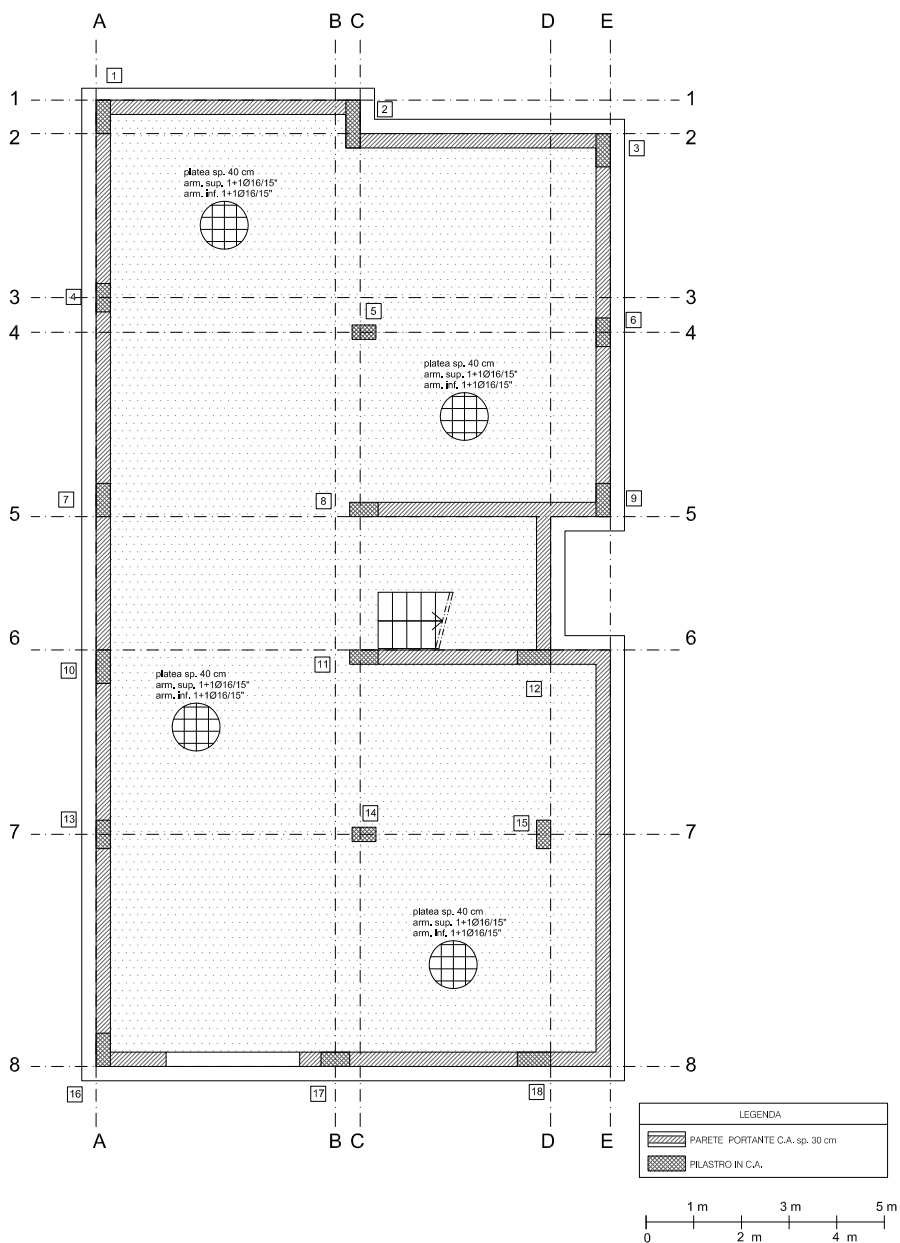 A B C D E
1
1 1
2
2 2
3
platea sp. 40 cm
arm. sup. 1+1Ø16/15"
arm. inf. 1+1Ø16/15"
4
3 3
5
6
4 4
platea sp. 40 cm
arm. sup. 1+1Ø16/15"
arm. inf. 1+1Ø16/15"
7
8
9
5 5
6 6
10
11
12
platea sp. 40 cm
arm. sup. 1+1Ø16/15"
arm. inf. 1+1Ø16/15"
13
14
15
7 7
platea sp. 40 cm
arm. sup. 1+1Ø16/15"
arm. inf. 1+1Ø16/15"
8 8
16
17
18
A B C D E
LEGENDA
PARETE PORTANTE C.A. sp. 30 cm
PILASTRO IN C.A.
1 m 3 m 5 m
0 2 m 4 m